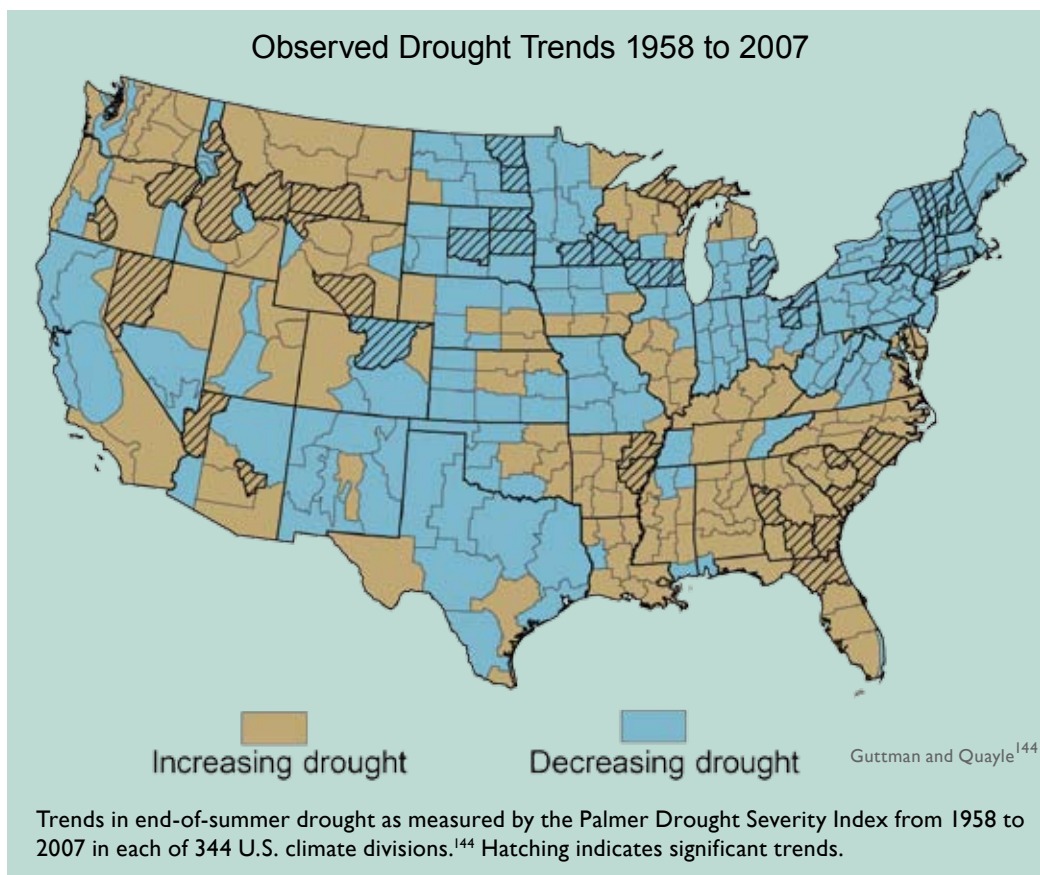 Observed Drought Trends 1958 to 2007
Increasing drought
Decreasing drought
Guttman and Quayle144
Trends in end-of-summer drought as measured by the Palmer Drought Severity Index from 1958 to
2007 in each of 344 U.S. climate divisions.144 Hatching indicates significant trends.